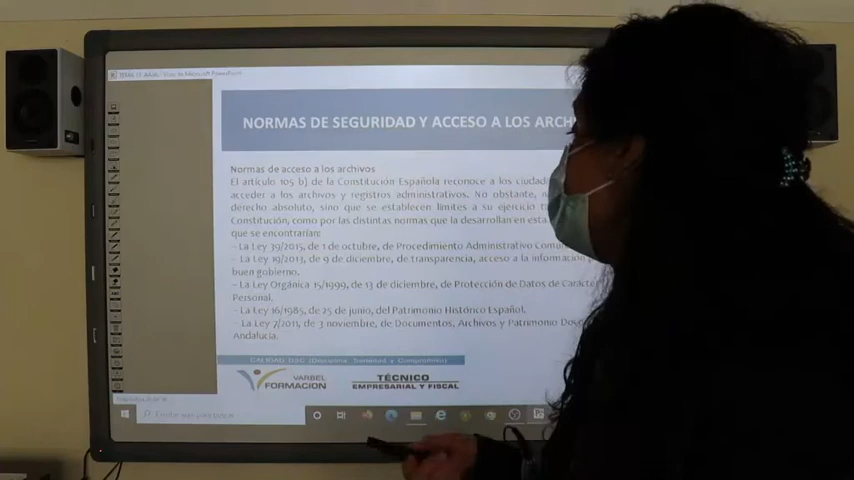 NORMAS DE SEGURIDAD Y ACCESO A LOS
Normas de acceso a los archivos
El artículo 105 b) de la Constitución Española reconoce a los
acceder a los archivos y registros administrativos. No obstante,
derecho absoluto, sino que se establecen límites a su ejercicio
Constitución, como por las distintas normas que la desarrollan en
que se encontrarían:
- La Ley 39/2015, de 1 de octubre, de Procedimiento Administrativo
- La Ley 19/2013, de 9 de diciembre, de transparencia, acceso a la información
buen gobierno.
- La Ley Orgánica 15/1999, de 13 de diciembre, de Protección de Datos de
Personal.
- La Ley 16/1985, de 25 de junio, del Patrimonio Histórico Español.
La Ley 7/2011, de 3 noviembre, de Documentos, Archivos y Patrimonio
Andalucía.
CALIDAD DSC (Disciplina, Seriedad y Compromiso)
VARBEL
FORMACION
TÉCNICO
EMPRESARIAL Y FISCAL